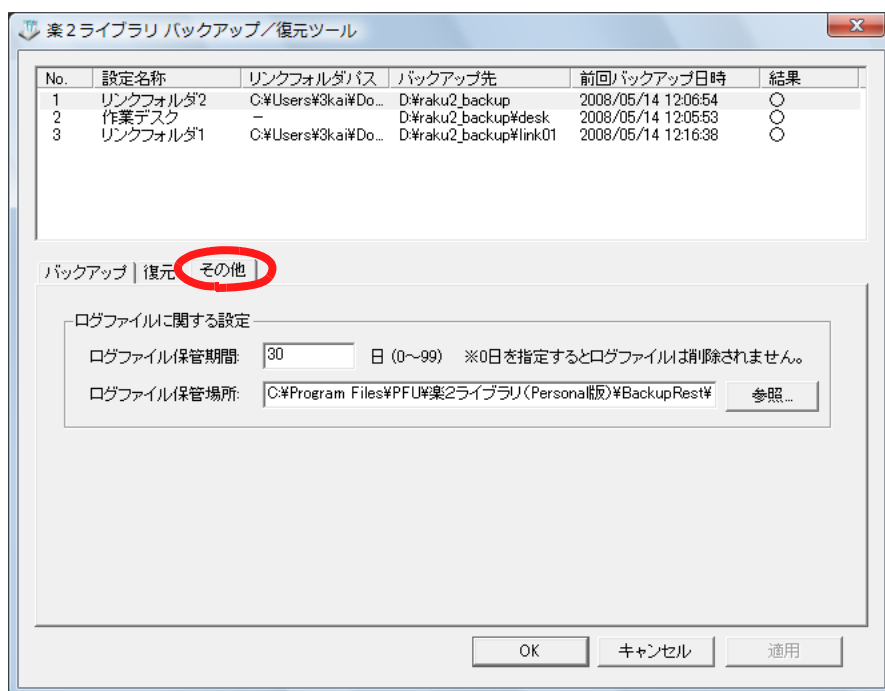 楽2ライブラリ バックアップ／復元ツール
No. 設定名称 リンクフォルダパス バックアップ先 前回バックアップ日時 結果
1 リンクフォルダ2 C:¥Users¥3kai¥Do... D:¥raku2_backup 2008/05/14 12:06:54 ○
2 作業デスク － D:¥raku2_backup¥desk 2008/05/14 12:05:53 ○
3 リンクフォルダ1 C:¥Users¥3kai¥Do... D:¥raku2_backup¥link01 2008/05/14 12:16:38 ○
バックアップ 復元 その他
ログファイルに関する設定
ログファイル保管期間: 30 日 (0～99) ※0日を指定するとログファイルは削除されません。
ログファイル保管場所: C:¥Program Files¥PFU¥楽2ライブラリ(Personal版)¥BackupRest¥ 参照...
OK キャンセル 適用